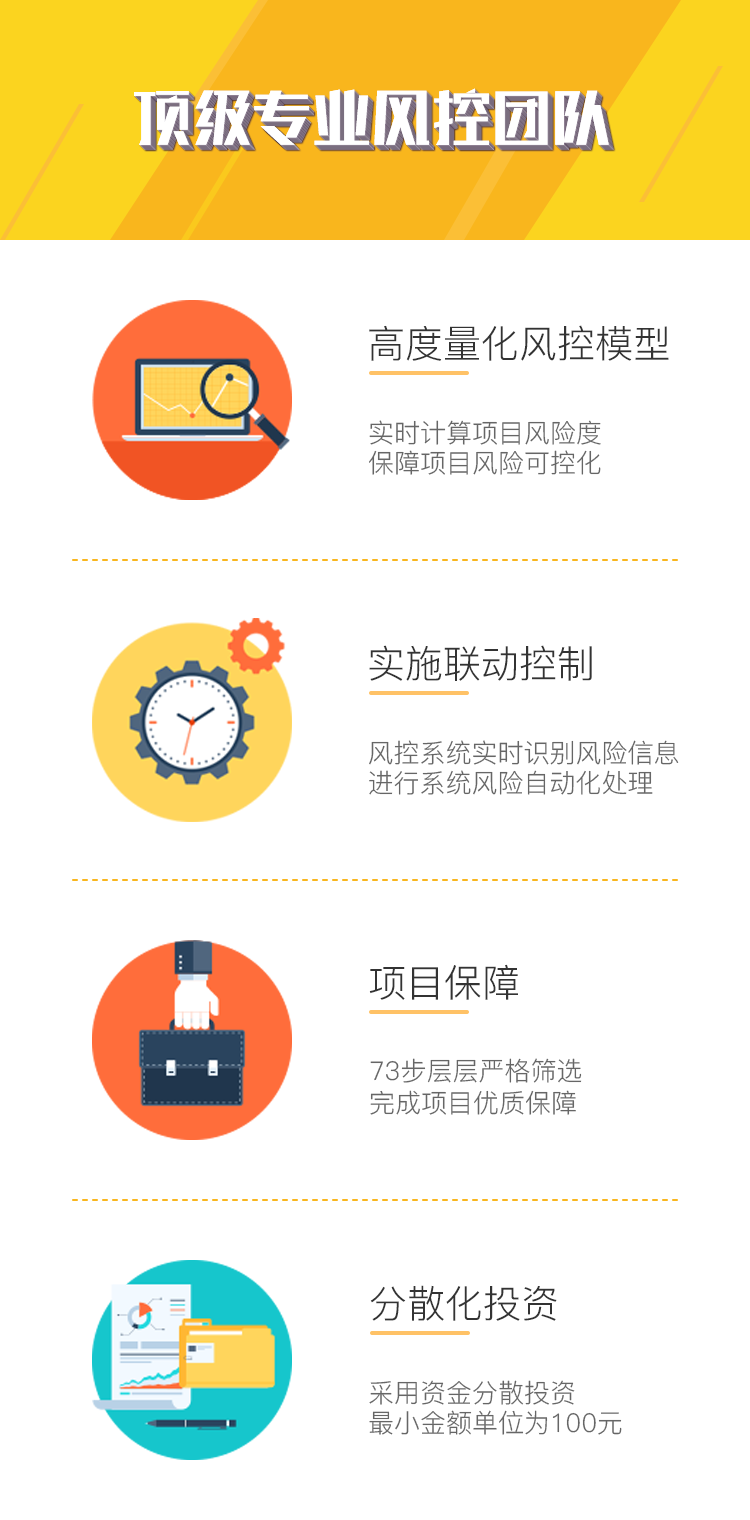 顶级专业风控团队
高度量化风控模型
实时计算项目风险度
保障项目风险可控化
实施联动控制
风控系统实时识别风险信息
进行系统风险自动化处理
项目保障
73步层层严格筛选
完成项目优质保障
分散化投资
采用资金分散投资
最小金额单位为100元